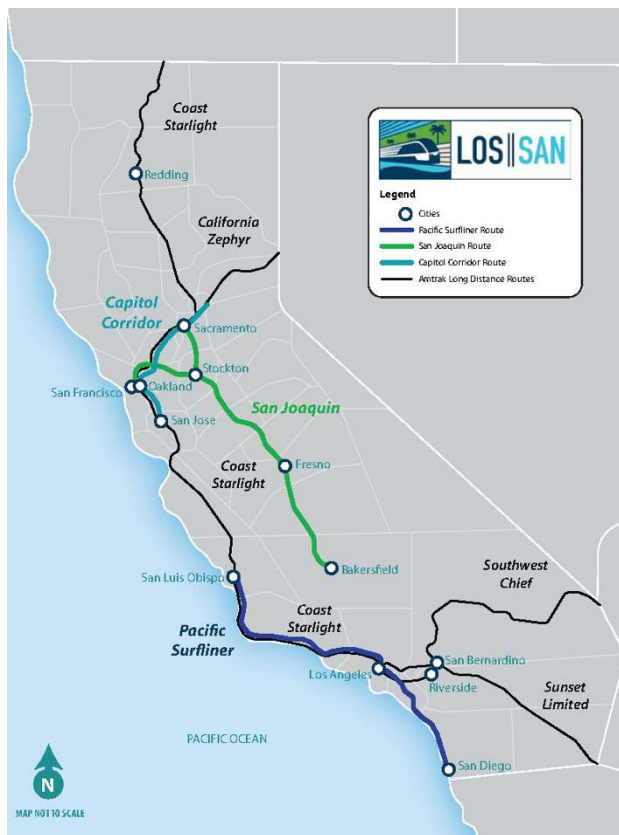 Coast
Starlight
Redding
California
Zephyr
LOS SAN
Legend
Cities
Pacific Surfliner Route
San Joaquin Route
Capitol Corridor Route
Amtrak Long Distance Routes
Capitol
Corridor
Sacramento
Stockton
San Francisco
Oakland
San Jose
San Joaquin
Coast
Starlight
Fresno
Bakersfield
San Luis Obispo
Coast
Starlight
Southwest
Chief
Pacific
Surfliner
Los Angeles
San Bernardino
Riverside
Sunset
Limited
PACIFIC OCEAN
San Diego
N
MAP NOT TO SCALE